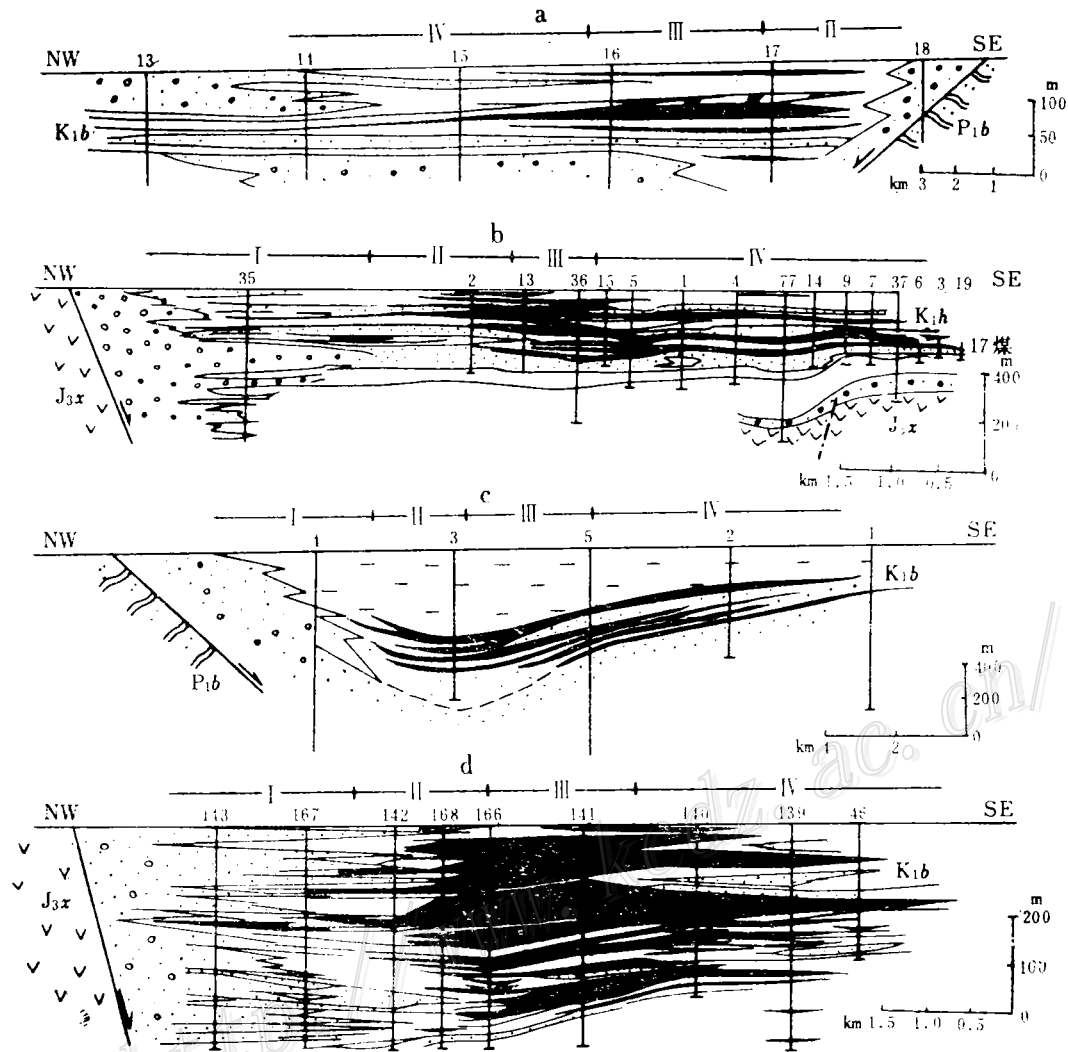 a
IV III II
NW 13 14 15 16 17 18 SE
m
100
50
0
K₁b
P₁b
km 3 2 1
b
I II III IV
NW 35 2 13 36 15 5 1 4 77 14 9 7 37 6 3 19 SE
K₁h
17煤
m
400
200
0
J₃x
J₃x
km 1.5 1.0 0.5
c
I II III IV
NW 1 3 5 2 1 SE
K₁b
P₁b
m
400
200
0
km 4 2
d
I II III IV
NW 143 167 142 168 166 141 140 139 46 SE
J₃x
K₁b
m
200
100
0
km 1.5 1.0 0.5